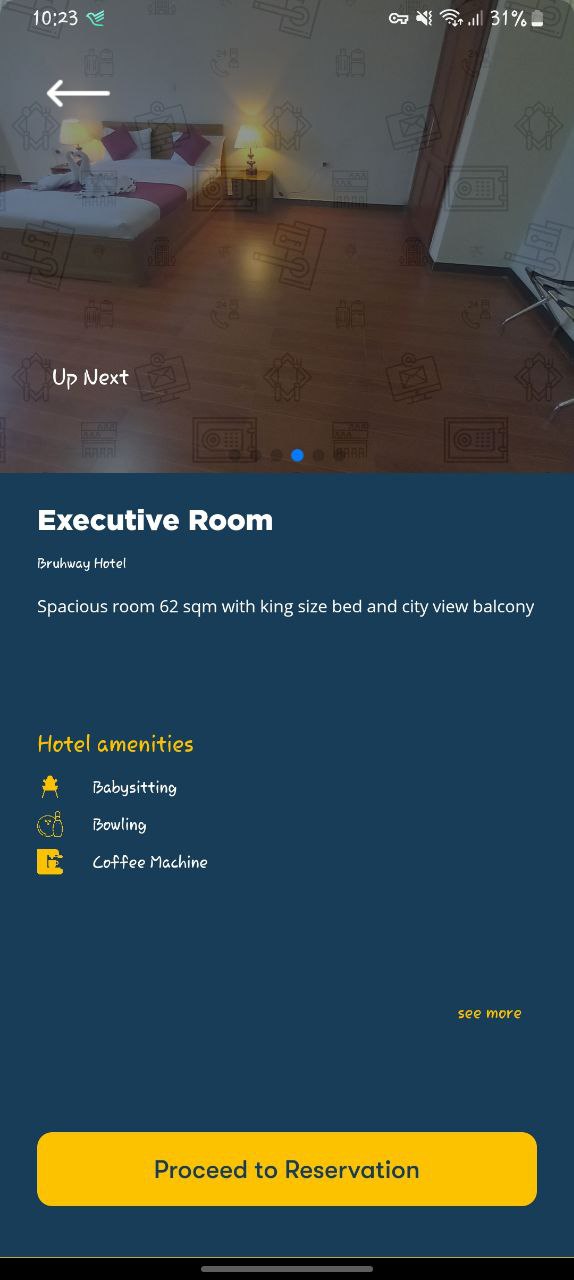 10:23
31%
Up Next
Executive Room
Bruhway Hotel
Spacious room 62 sqm with king size bed and city view balcony
Hotel amenities
Babysitting
Bowling
Coffee Machine
see more
Proceed to Reservation